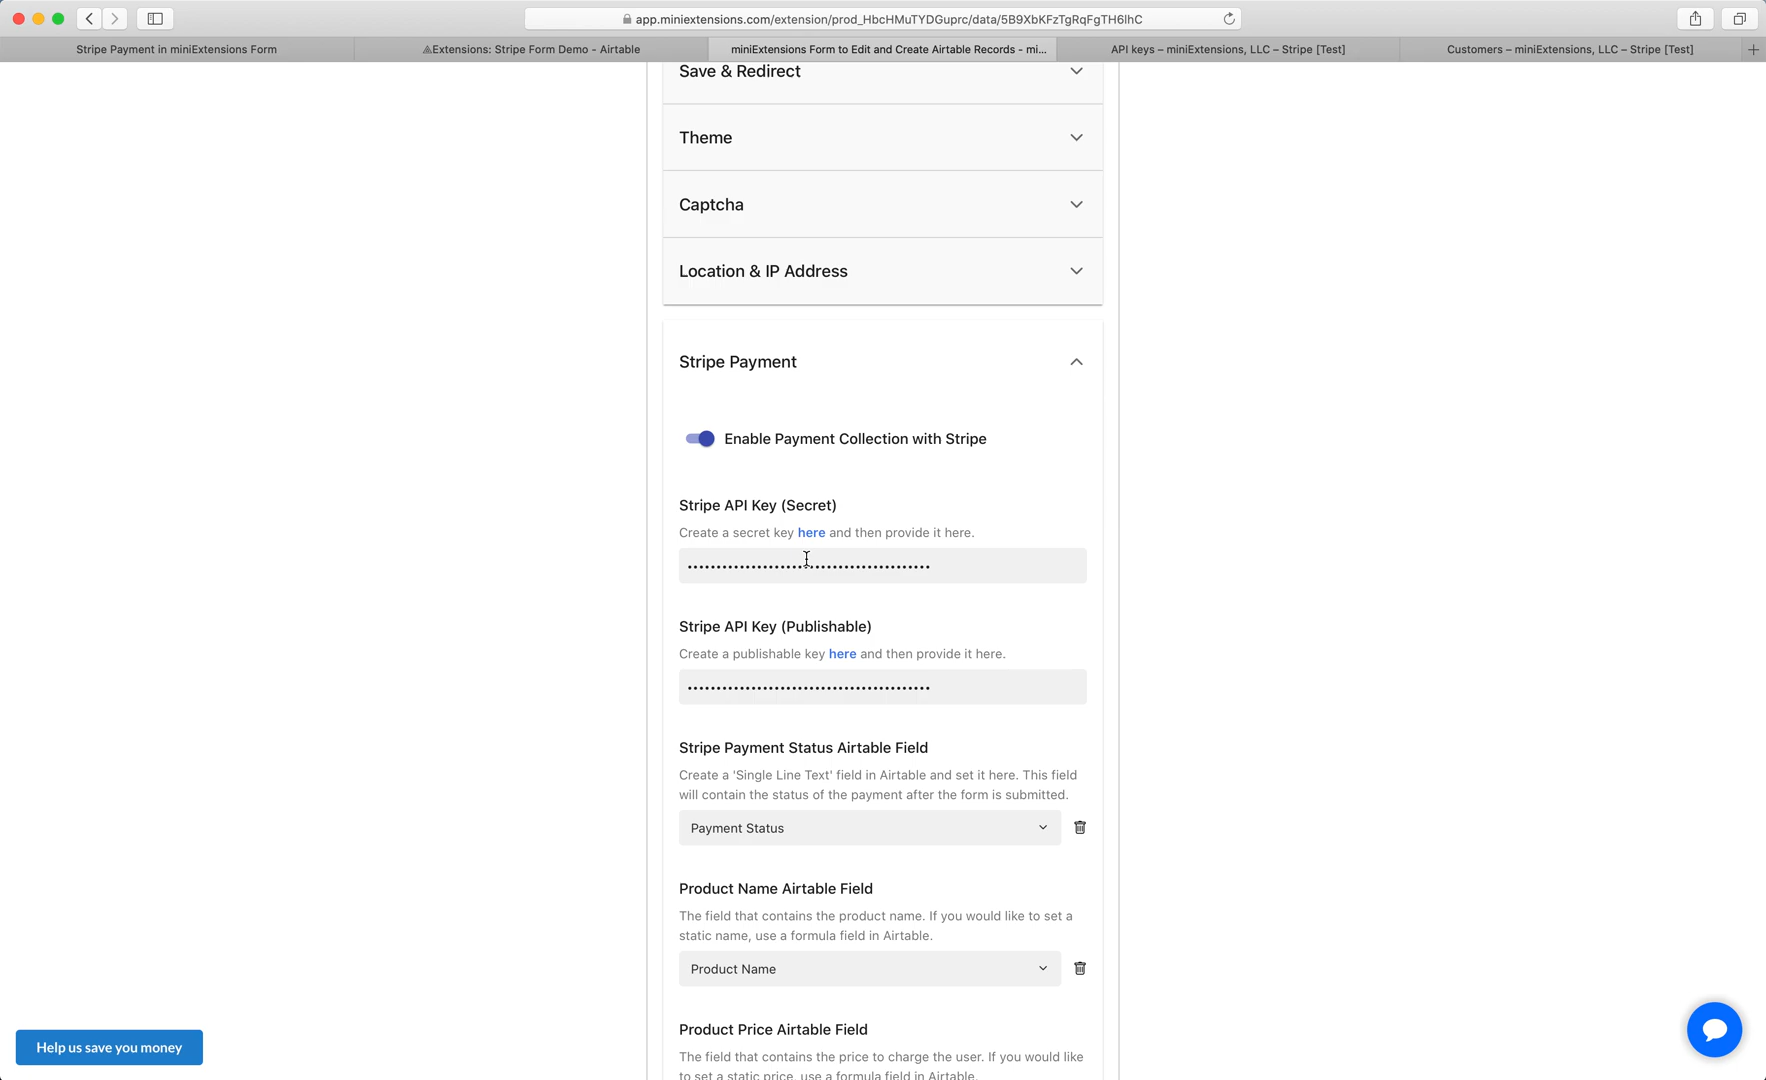 app.miniextensions.com/extension/prod_HbcHMuTYDGuprc/data/5B9XbKFzTgRqFgTH6lhC
Stripe Payment in miniExtensions Form
Extensions: Stripe Form Demo - Airtable
miniExtensions Form to Edit and Create Airtable Records - mi...
API keys – miniExtensions, LLC – Stripe [Test]
Customers – miniExtensions, LLC – Stripe [Test]
Save & Redirect
Theme
Captcha
Location & IP Address
Stripe Payment
Enable Payment Collection with Stripe
Stripe API Key (Secret)
Create a secret key here and then provide it here.
Stripe API Key (Publishable)
Create a publishable key here and then provide it here.
Stripe Payment Status Airtable Field
Create a 'Single Line Text' field in Airtable and set it here. This field
will contain the status of the payment after the form is submitted.
Payment Status
Product Name Airtable Field
The field that contains the product name. If you would like to set a
static name, use a formula field in Airtable.
Product Name
Product Price Airtable Field
The field that contains the price to charge the user. If you would like
to set a static price, use a formula field in Airtable.
Help us save you money